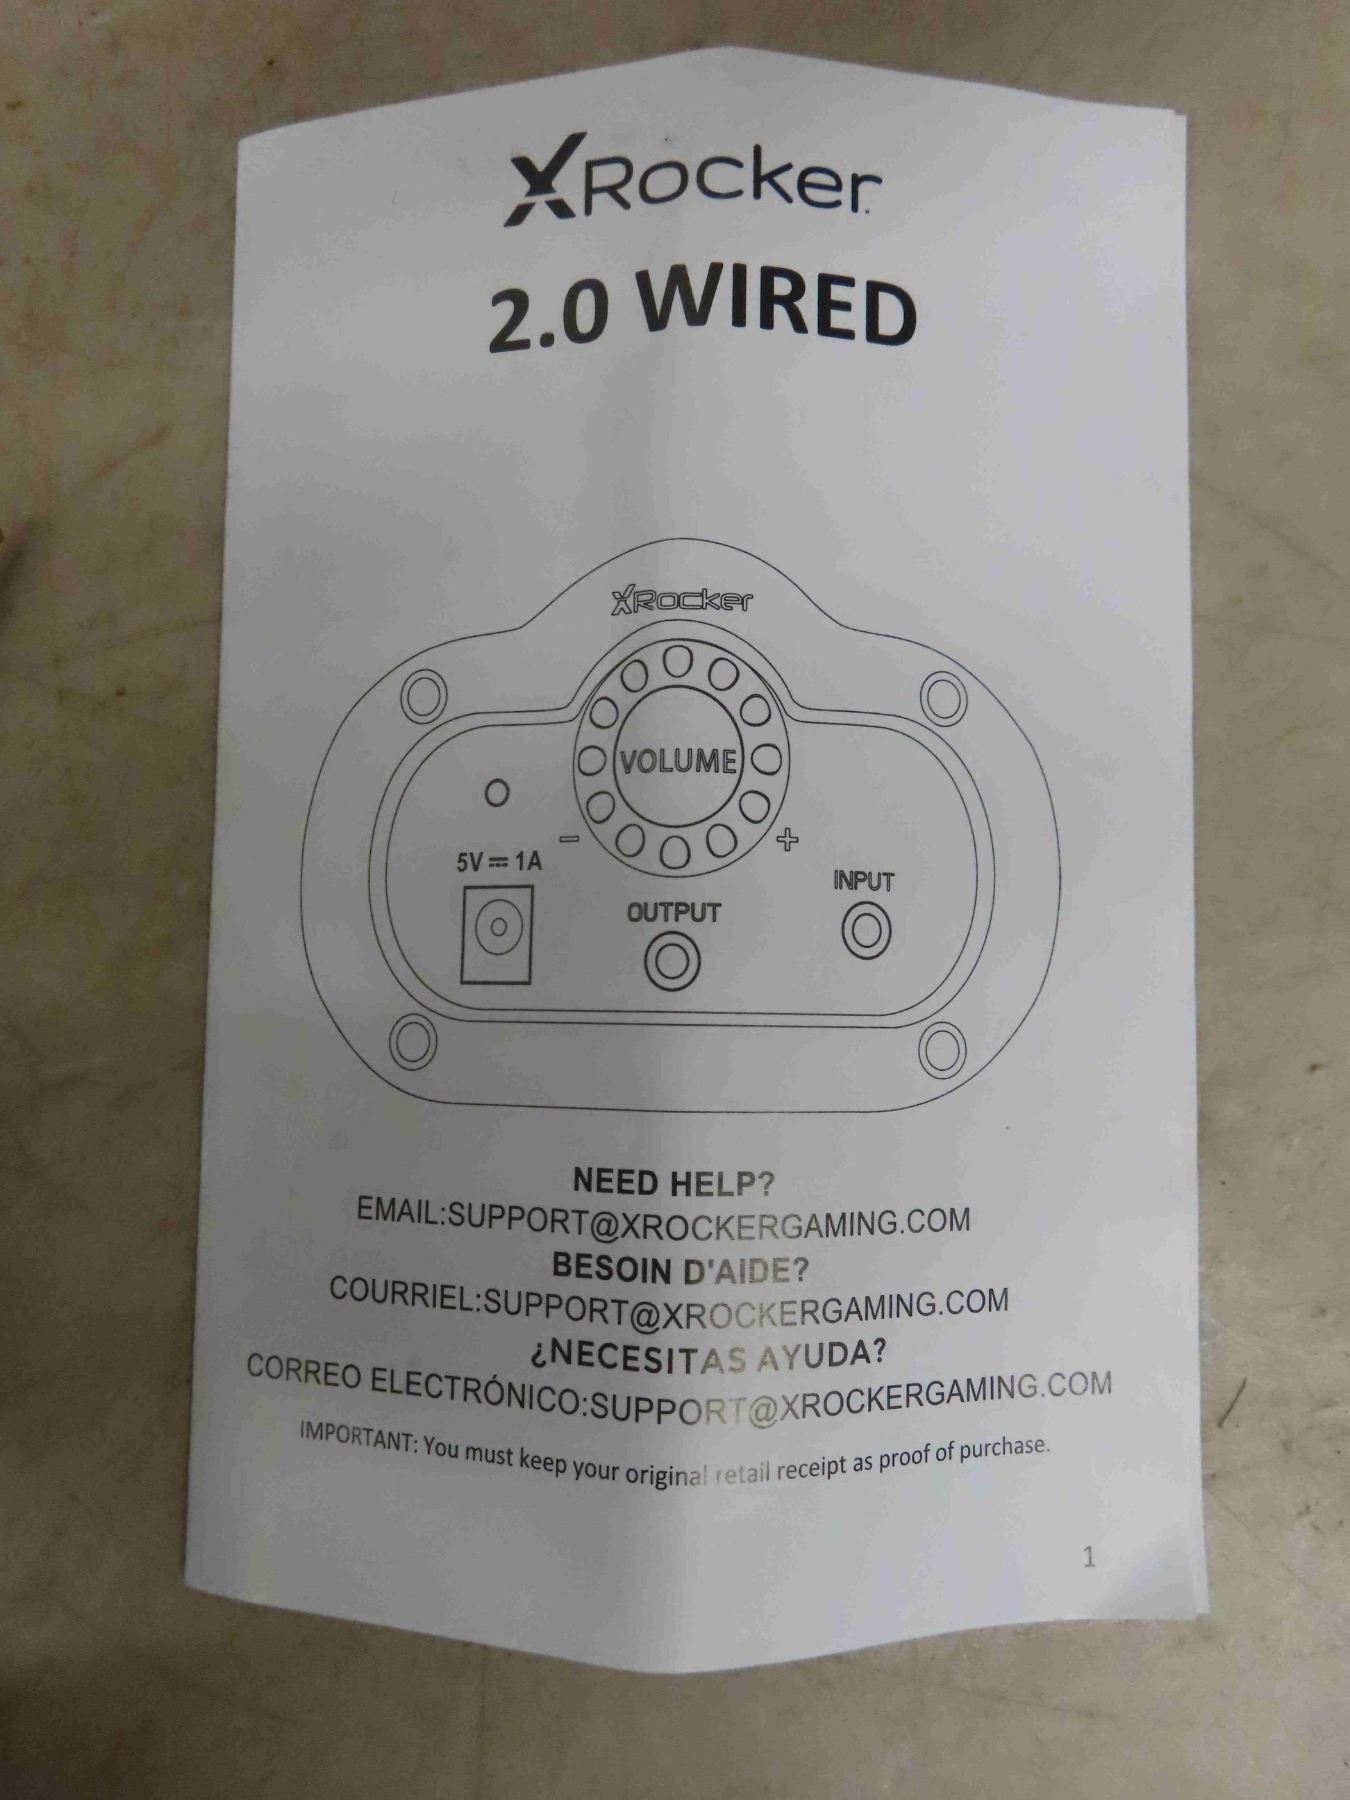 XRocker
2.0 WIRED
XRocker
VOLUME
− +
5V⎓1A
INPUT
OUTPUT
NEED HELP?
EMAIL:SUPPORT@XROCKERGAMING.COM
BESOIN D'AIDE?
COURRIEL:SUPPORT@XROCKERGAMING.COM
¿NECESITAS AYUDA?
CORREO ELECTRÓNICO:SUPPORT@XROCKERGAMING.COM
IMPORTANT: You must keep your original retail receipt as proof of purchase.
1